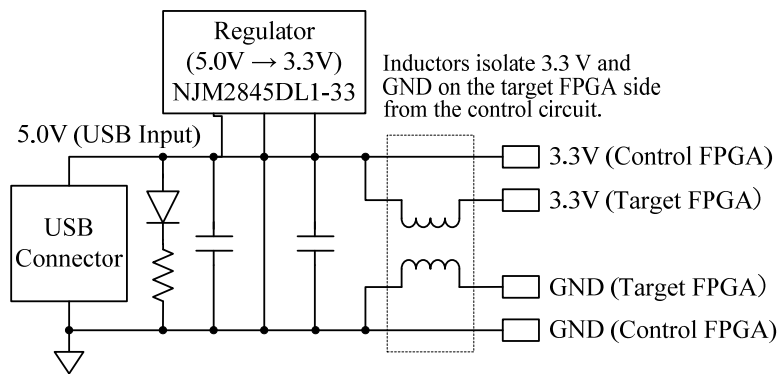 Regulator
(5.0V → 3.3V)
NJM2845DL1-33
Inductors isolate 3.3 V and
GND on the target FPGA side
from the control circuit.
5.0V (USB Input)
3.3V (Control FPGA)
3.3V (Target FPGA)
USB
Connector
GND (Target FPGA)
GND (Control FPGA)